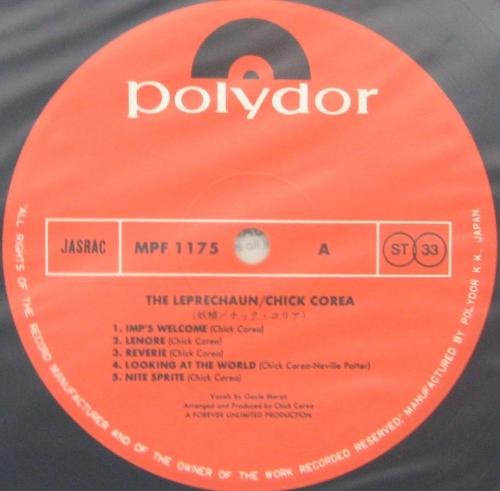 polydor
JASRAC MPF 1175 A ST 33
THE LEPRECHAUN/CHICK COREA
(妖精/チック・コリア)
1. IMP'S WELCOME (Chick Corea)
2. LENORE (Chick Corea)
3. REVERIE (Chick Corea)
4. LOOKING AT THE WORLD (Chick Corea-Neville Potter)
5. NITE SPRITE (Chick Corea)
Vocals by Gayle Moran
Arranged and Produced by Chick Corea
A FOREVER UNLIMITED PRODUCTION
"ALL RIGHTS OF THE RECORD MANUFACTURER AND OF THE OWNER OF THE WORK RECORDED RESERVED," MANUFACTURED BY POLYDOR K.K. JAPAN.